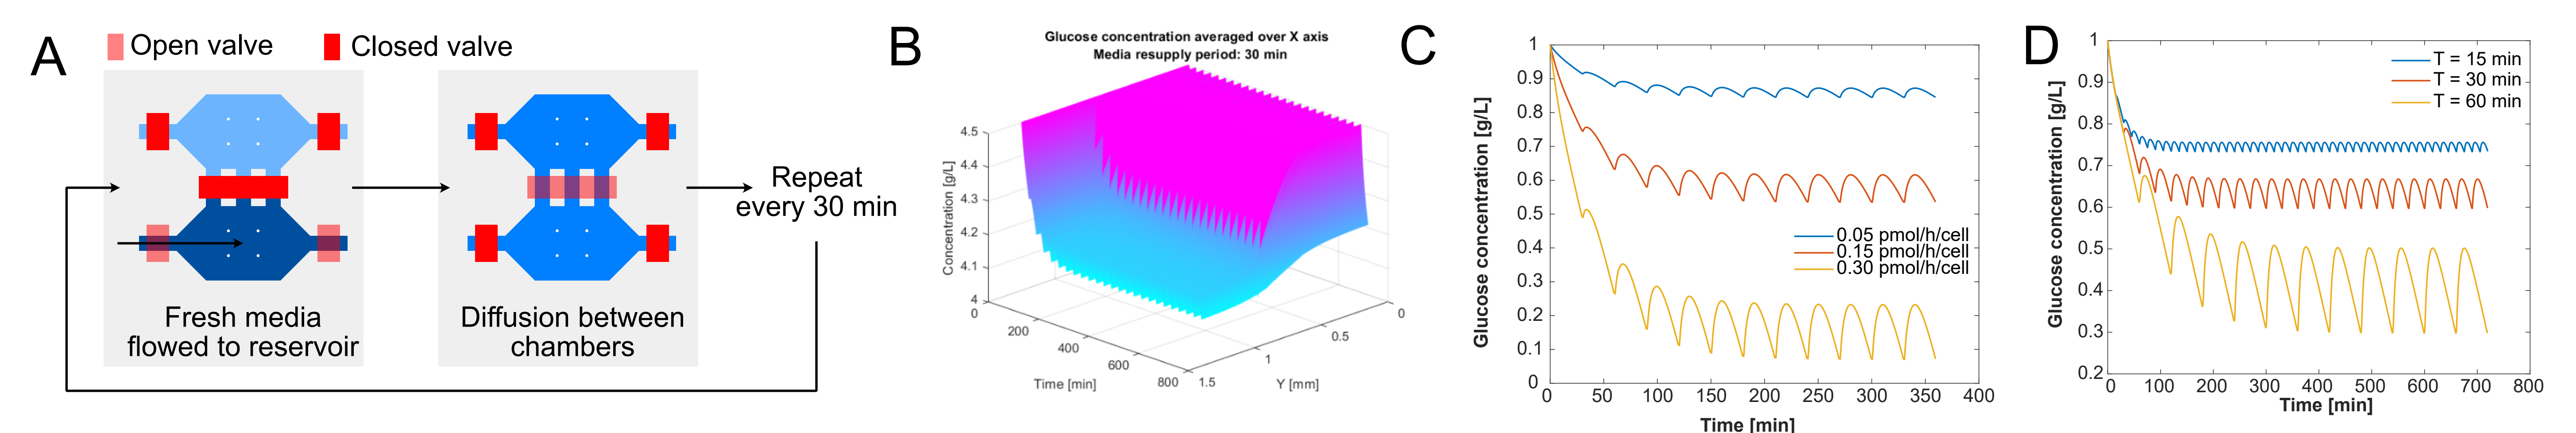 A
Open valve
Closed valve
Fresh media
flowed to reservoir
Diffusion between
chambers
Repeat
every 30 min
B
Glucose concentration averaged over X axis
Media resupply period: 30 min
Concentration [g/L]
4.5
4.4
4.3
4.2
4.1
4
0
200
400
600
800
Time [min]
1.5
1
0.5
0
Y [mm]
C
Glucose concentration [g/L]
1
0.9
0.8
0.7
0.6
0.5
0.4
0.3
0.2
0.1
0
0.05 pmol/h/cell
0.15 pmol/h/cell
0.30 pmol/h/cell
0 50 100 150 200 250 300 350 400
Time [min]
D
Glucose concentration [g/L]
1
0.9
0.8
0.7
0.6
0.5
0.4
0.3
0.2
T = 15 min
T = 30 min
T = 60 min
0 100 200 300 400 500 600 700 800
Time [min]